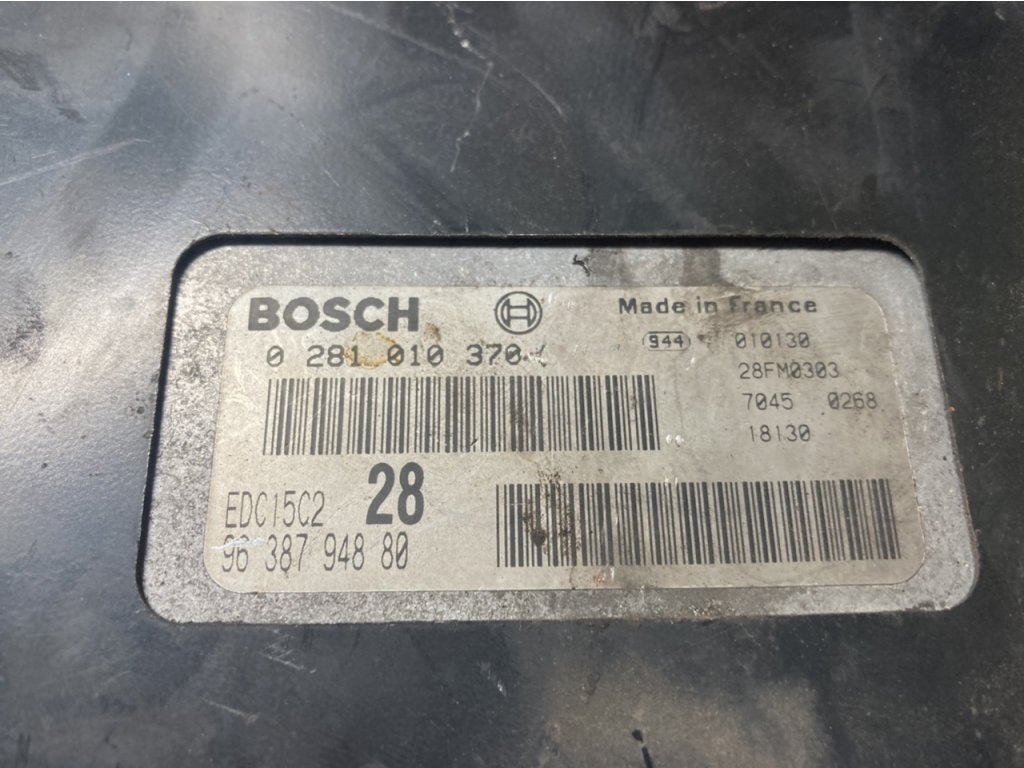 BOSCH
Made in France
0 281 010 370
944
010130
28FM0303
7045 0268
18130
EDC15C2
28
96 387 948 80